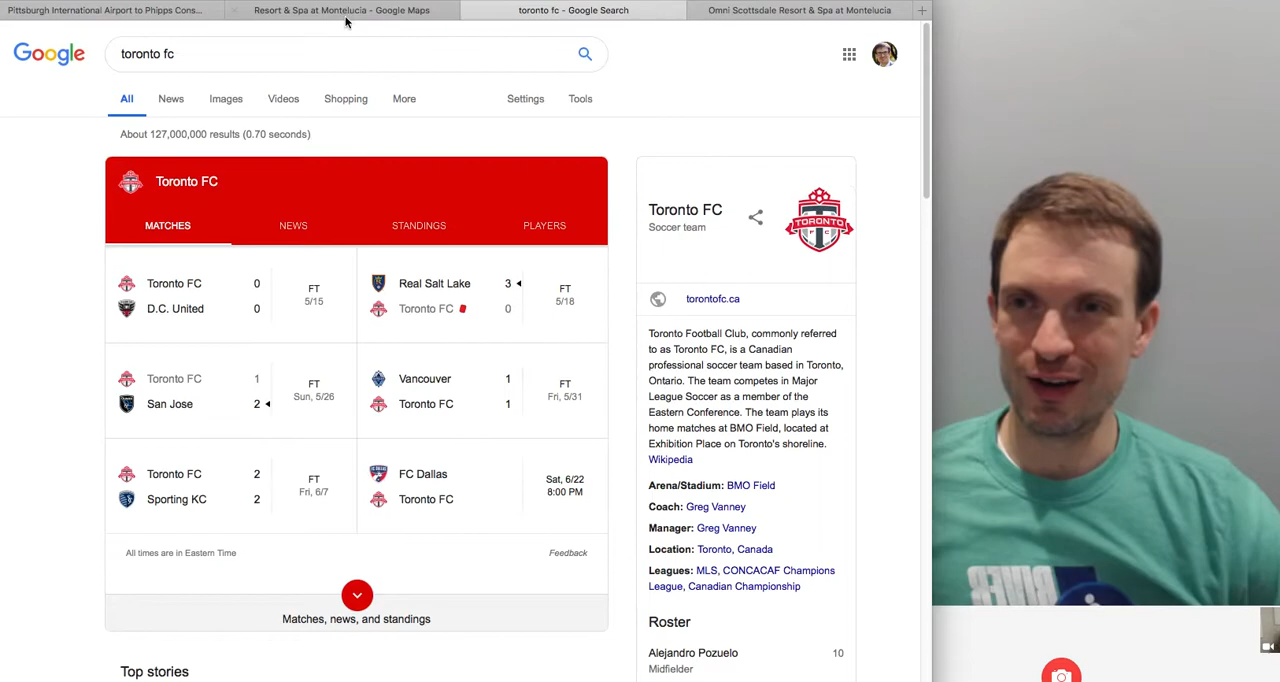 Pittsburgh International Airport to Phipps Cons...
Resort & Spa at Montelucia - Google Maps
toronto fc - Google Search
Omni Scottsdale Resort & Spa at Montelucia
Google
toronto fc
All News Images Videos Shopping More Settings Tools
About 127,000,000 results (0.70 seconds)
Toronto FC
MATCHES NEWS STANDINGS PLAYERS
Toronto FC 0
D.C. United 0
FT
5/15
Real Salt Lake 3
Toronto FC 0
FT
5/18
Toronto FC 1
San Jose 2
FT
Sun, 5/26
Vancouver 1
Toronto FC 1
FT
Fri, 5/31
Toronto FC 2
Sporting KC 2
FT
Fri, 6/7
FC Dallas
Toronto FC
Sat, 6/22
8:00 PM
All times are in Eastern Time
Feedback
Matches, news, and standings
Top stories
Toronto FC
Soccer team
TORONTO
FC
torontofc.ca
Toronto Football Club, commonly referred
to as Toronto FC, is a Canadian
professional soccer team based in Toronto,
Ontario. The team competes in Major
League Soccer as a member of the
Eastern Conference. The team plays its
home matches at BMO Field, located at
Exhibition Place on Toronto's shoreline.
Wikipedia
Arena/Stadium: BMO Field
Coach: Greg Vanney
Manager: Greg Vanney
Location: Toronto, Canada
Leagues: MLS, CONCACAF Champions
League, Canadian Championship
Roster
Alejandro Pozuelo 10
Midfielder